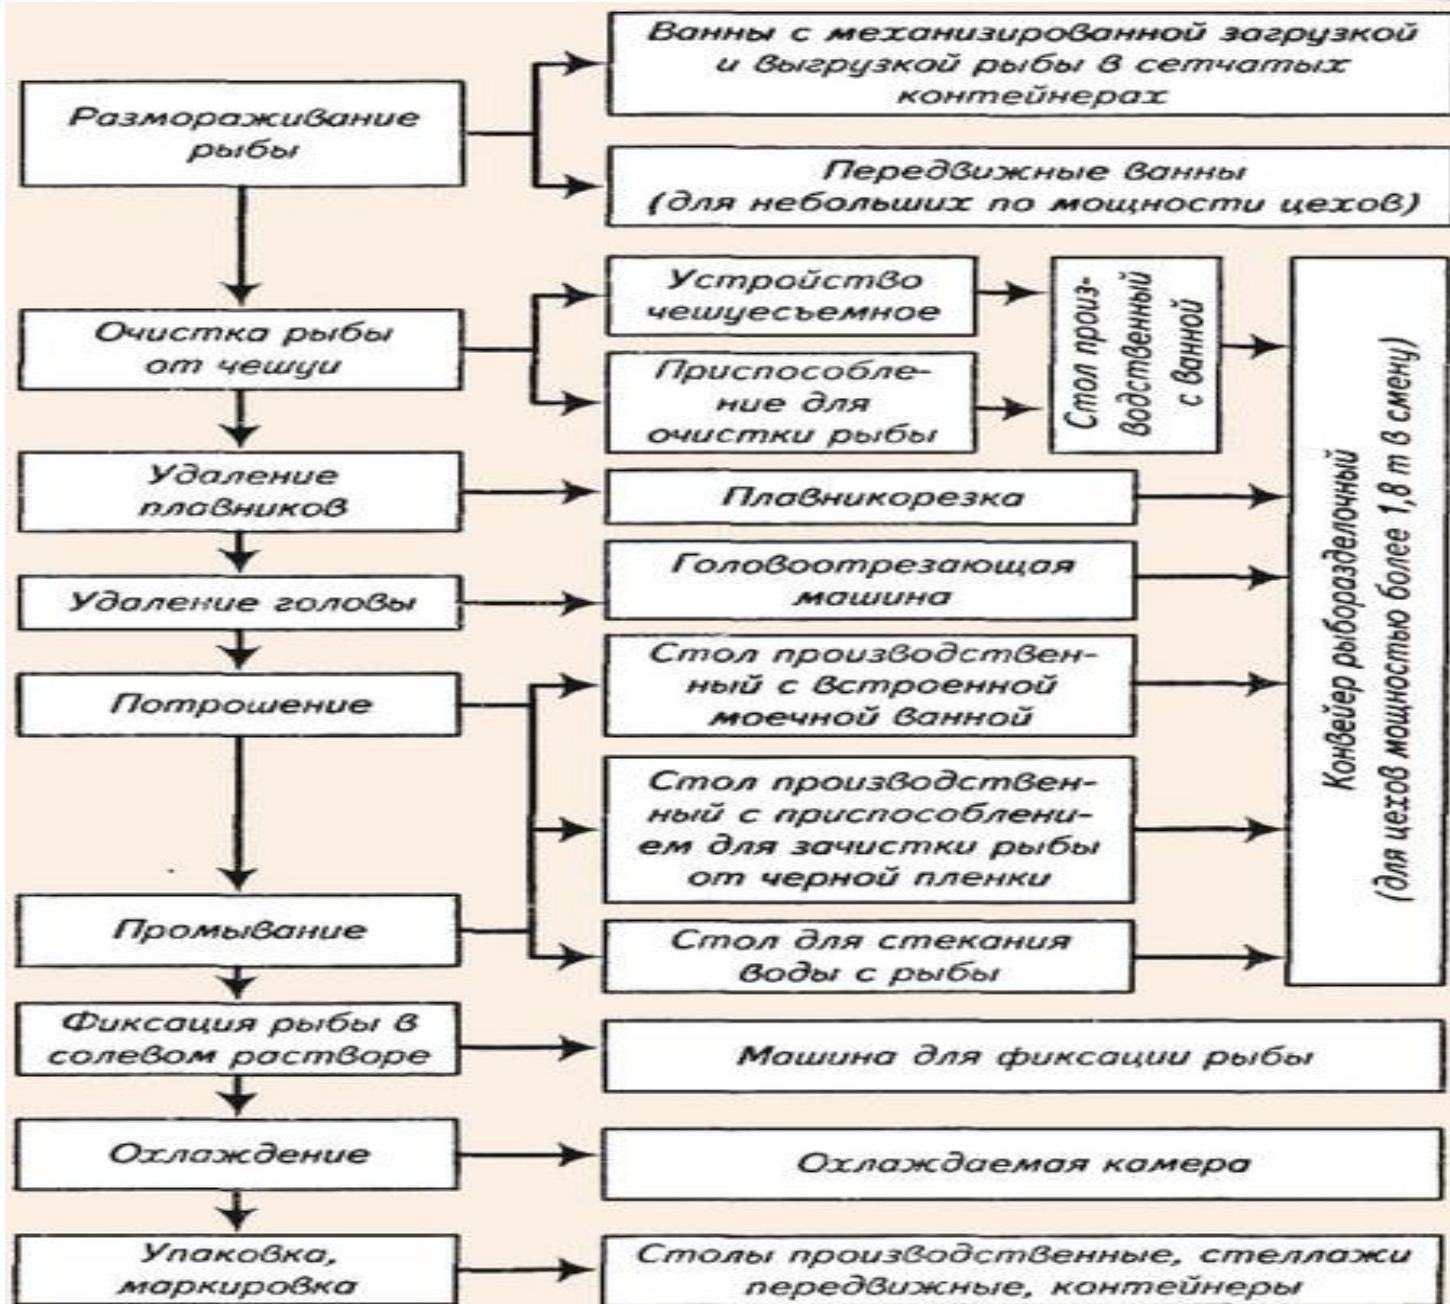 Размораживание
рыбы
Ванны с механизированной загрузкой
и выгрузкой рыбы в сетчатых
контейнерах
Передвижные ванны
(для небольших по мощности цехов)
Очистка рыбы
от чешуи
Устройство
чешуесъемное
Приспособле-
ние для
очистки рыбы
Стол произ-
водственный
с ванной
Конвейер рыборазделочный
(для цехов мощностью более 1,8 т в смену)
Удаление
плавников
Плавникорезка
Удаление головы
Головоотрезающая
машина
Потрошение
Стол производствен-
ный с встроенной
моечной ванной
Стол производствен-
ный с приспособлени-
ем для зачистки рыбы
от черной пленки
Промывание
Стол для стекания
воды с рыбы
Фиксация рыбы в
солевом растворе
Машина для фиксации рыбы
Охлаждение
Охлаждаемая камера
Упаковка,
маркировка
Столы производственные, стеллажи
передвижные, контейнеры